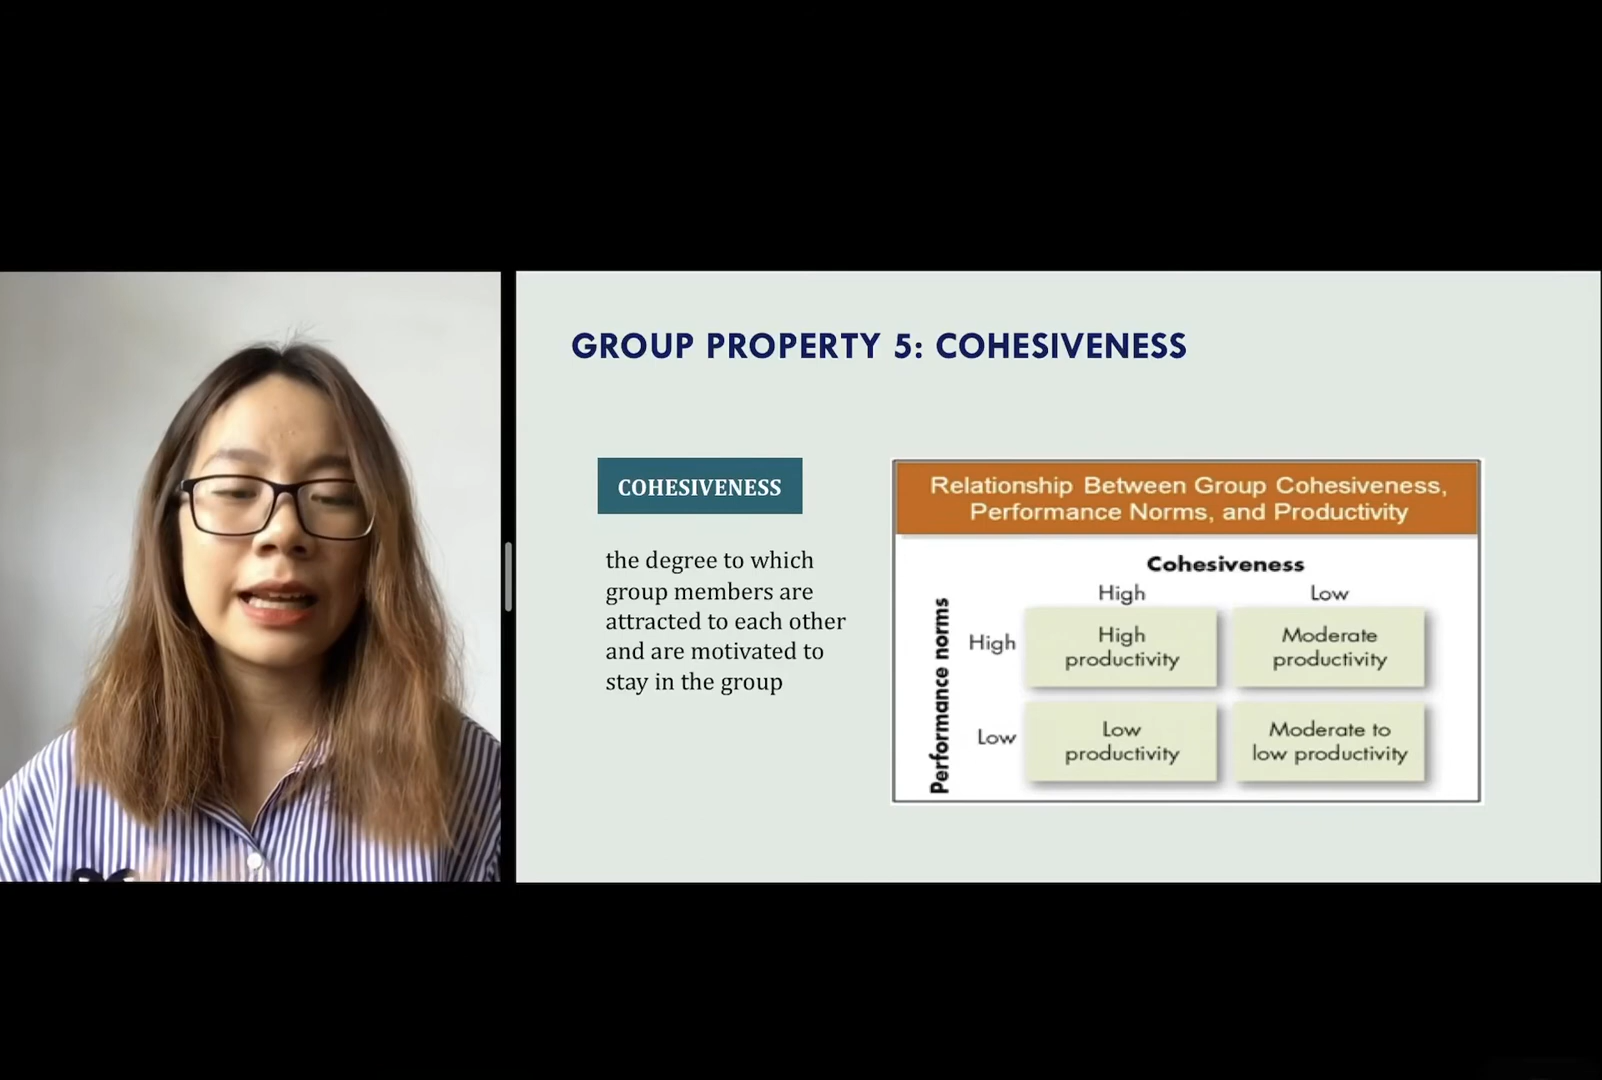 GROUP PROPERTY 5: COHESIVENESS
COHESIVENESS
the degree to which
group members are
attracted to each other
and are motivated to
stay in the group
Relationship Between Group Cohesiveness,
Performance Norms, and Productivity
Cohesiveness
High
Low
Performance norms
High
High
productivity
Moderate
productivity
Low
Low
productivity
Moderate to
low productivity